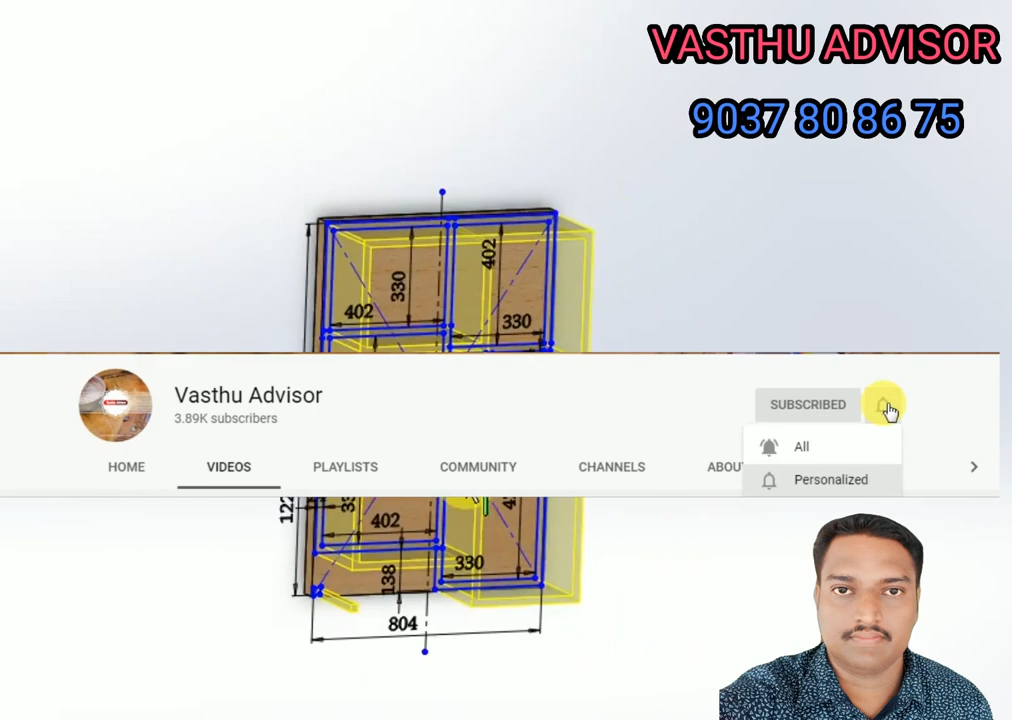 VASTHU ADVISOR
9037 80 86 75
402
330
402
330
Vasthu Advisor
3.89K subscribers
SUBSCRIBED
All
HOME
VIDEOS
PLAYLISTS
COMMUNITY
CHANNELS
Personalized
402
330
138
804